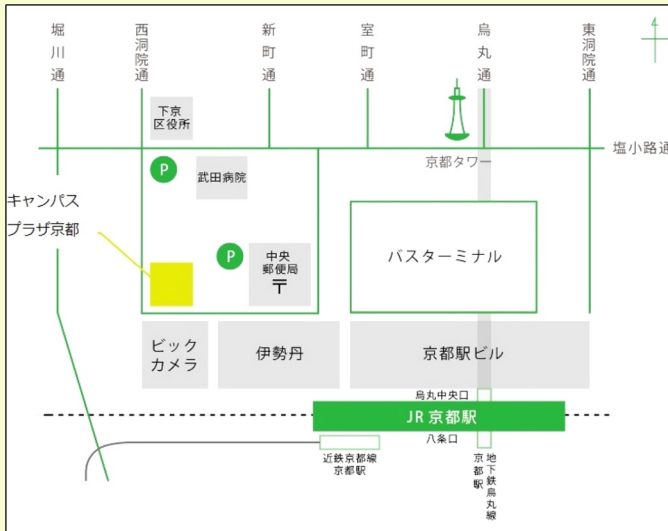 堀川通
西洞院通
新町通
室町通
烏丸通
東洞院通
4
下京
区役所
京都タワー
塩小路通
P
武田病院
キャンパス
プラザ京都
P
中央
郵便局
〒
バスターミナル
ビック
カメラ
伊勢丹
京都駅ビル
烏丸中央口
JR 京都駅
八条口
近鉄京都線
京都駅
地下鉄烏丸線
京都駅